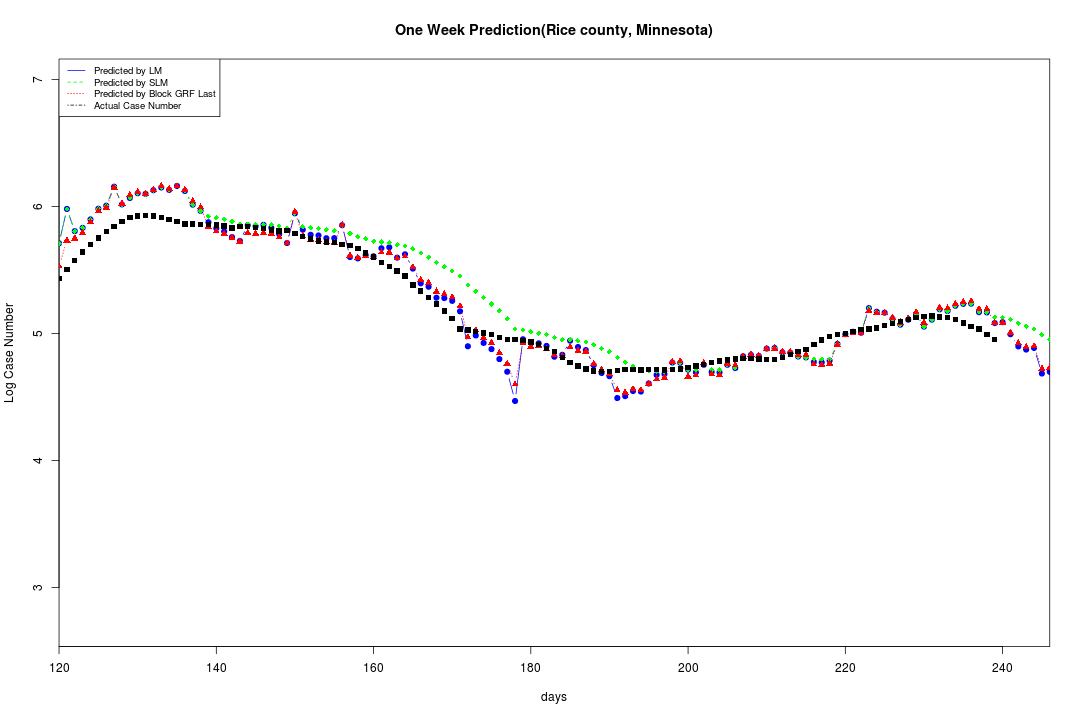 One Week Prediction(Rice county, Minnesota)
Predicted by LM
Predicted by SLM
Predicted by Block GRF Last
Actual Case Number
7
6
5
4
3
Log Case Number
120 140 160 180 200 220 240
days